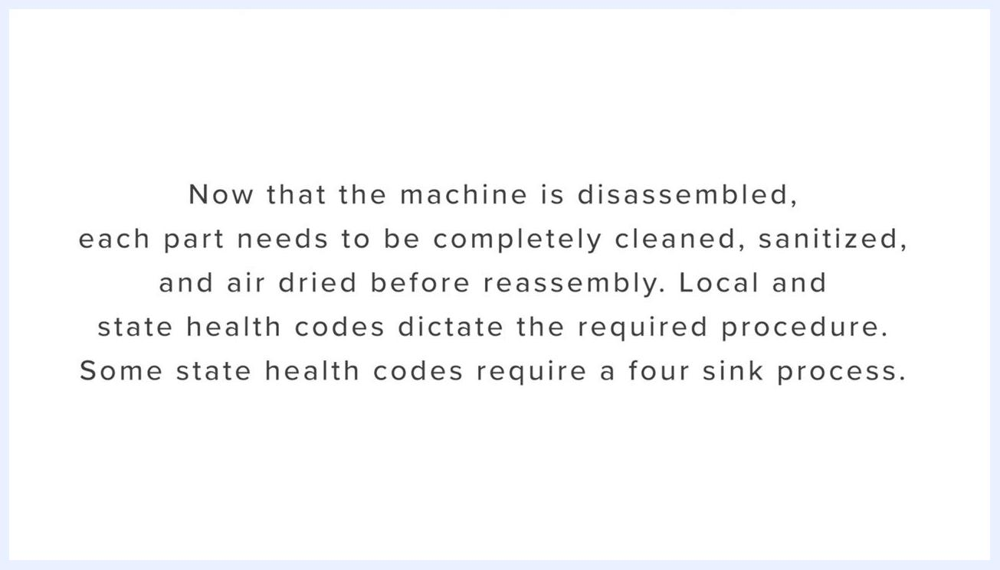 Now that the machine is disassembled,
each part needs to be completely cleaned, sanitized,
and air dried before reassembly. Local and
state health codes dictate the required procedure.
Some state health codes require a four sink process.